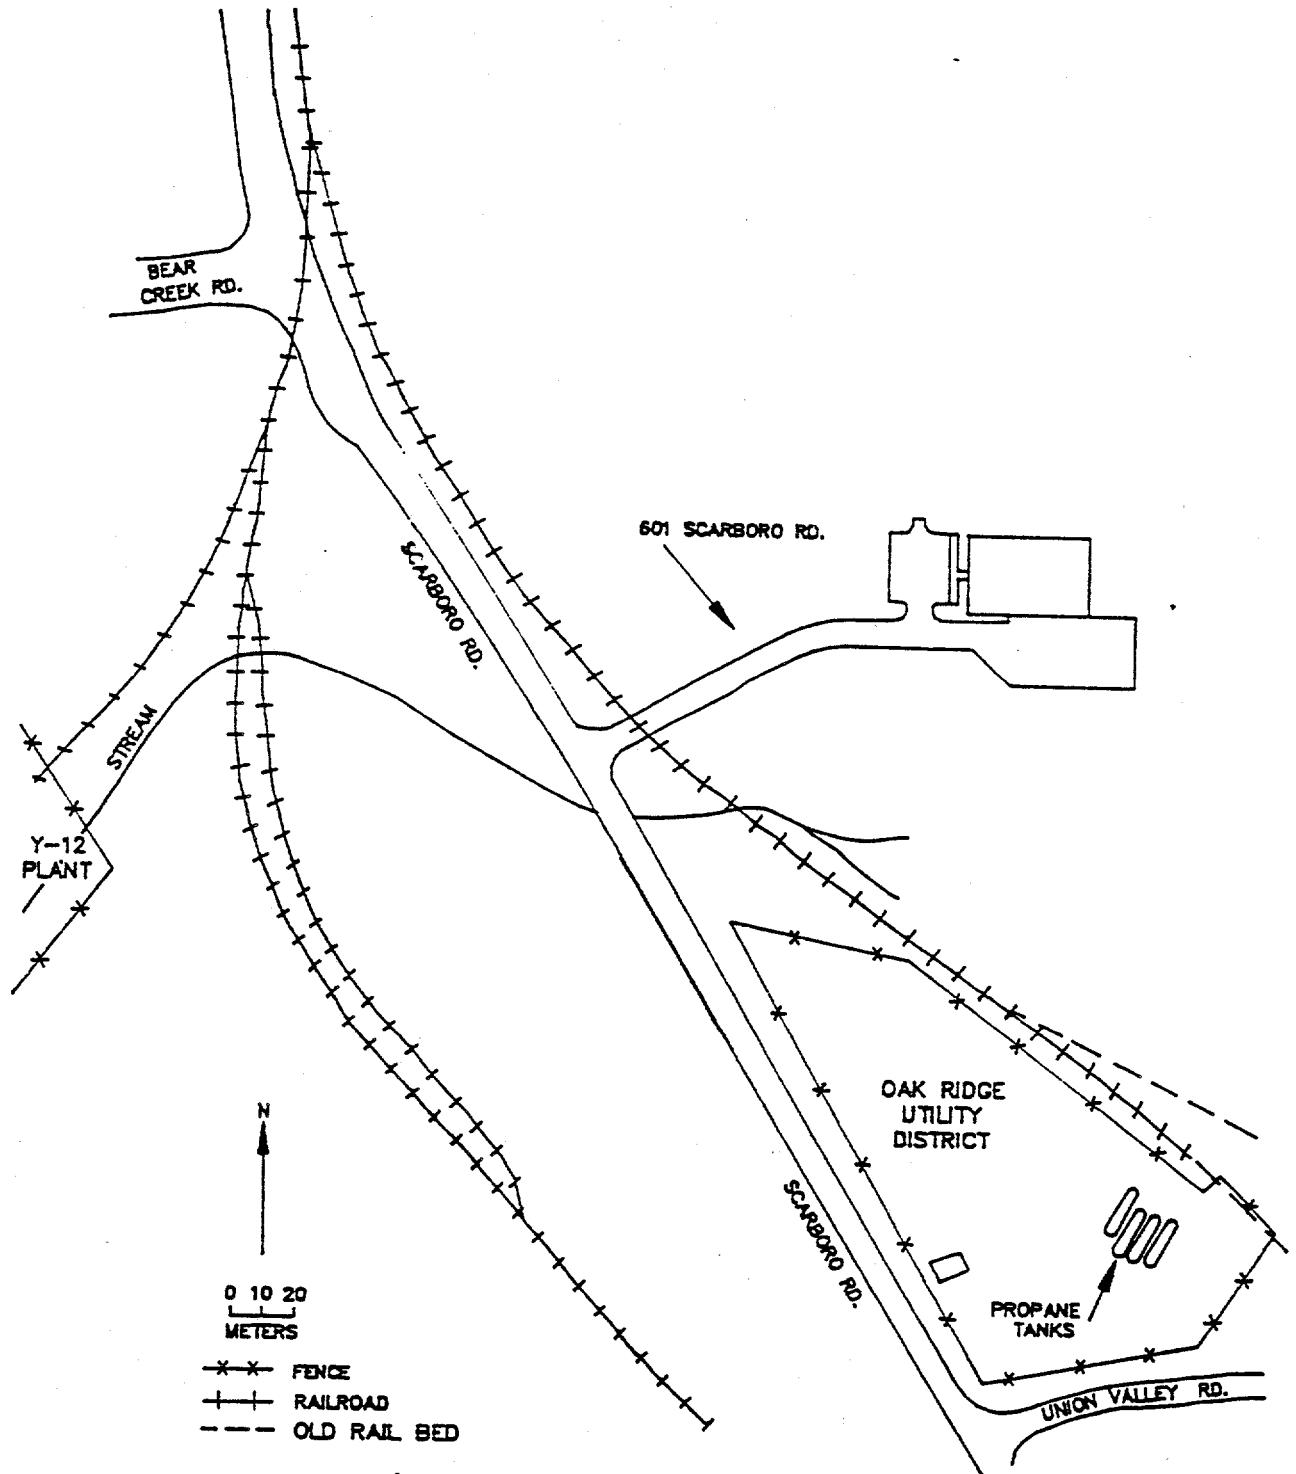 BEAR
CREEK RD.
601 SCARBORO RD.
SCARBORO RD.
STREAM
Y-12
PLANT
OAK RIDGE
UTILITY
DISTRICT
N
SCARBORO RD.
0 10 20
METERS
PROPANE
TANKS
FENCE
UNION VALLEY RD.
RAILROAD
OLD RAIL BED